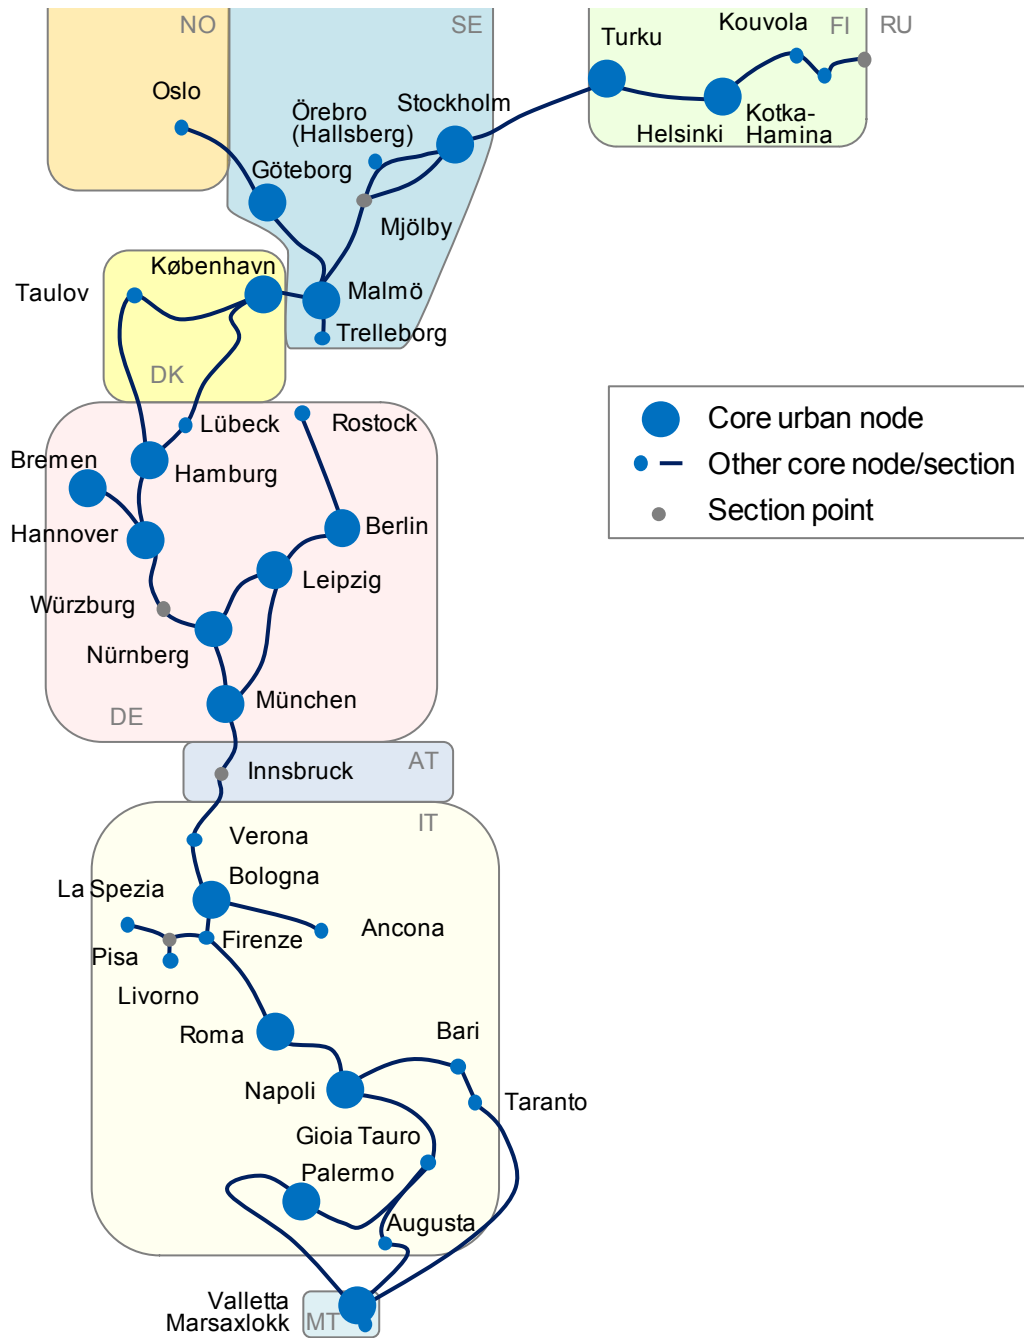 NO
SE
Kouvola
FI
RU
Turku
Oslo
Örebro
(Hallsberg)
Stockholm
Helsinki
Kotka-
Hamina
Göteborg
Mjölby
København
Taulov
Malmö
Trelleborg
DK
Lübeck
Rostock
Core urban node
Other core node/section
Section point
Bremen
Hamburg
Hannover
Berlin
Leipzig
Würzburg
Nürnberg
München
DE
AT
Innsbruck
IT
Verona
Bologna
La Spezia
Ancona
Firenze
Pisa
Livorno
Roma
Bari
Napoli
Taranto
Gioia Tauro
Palermo
Augusta
Valletta
Marsaxlokk
MT